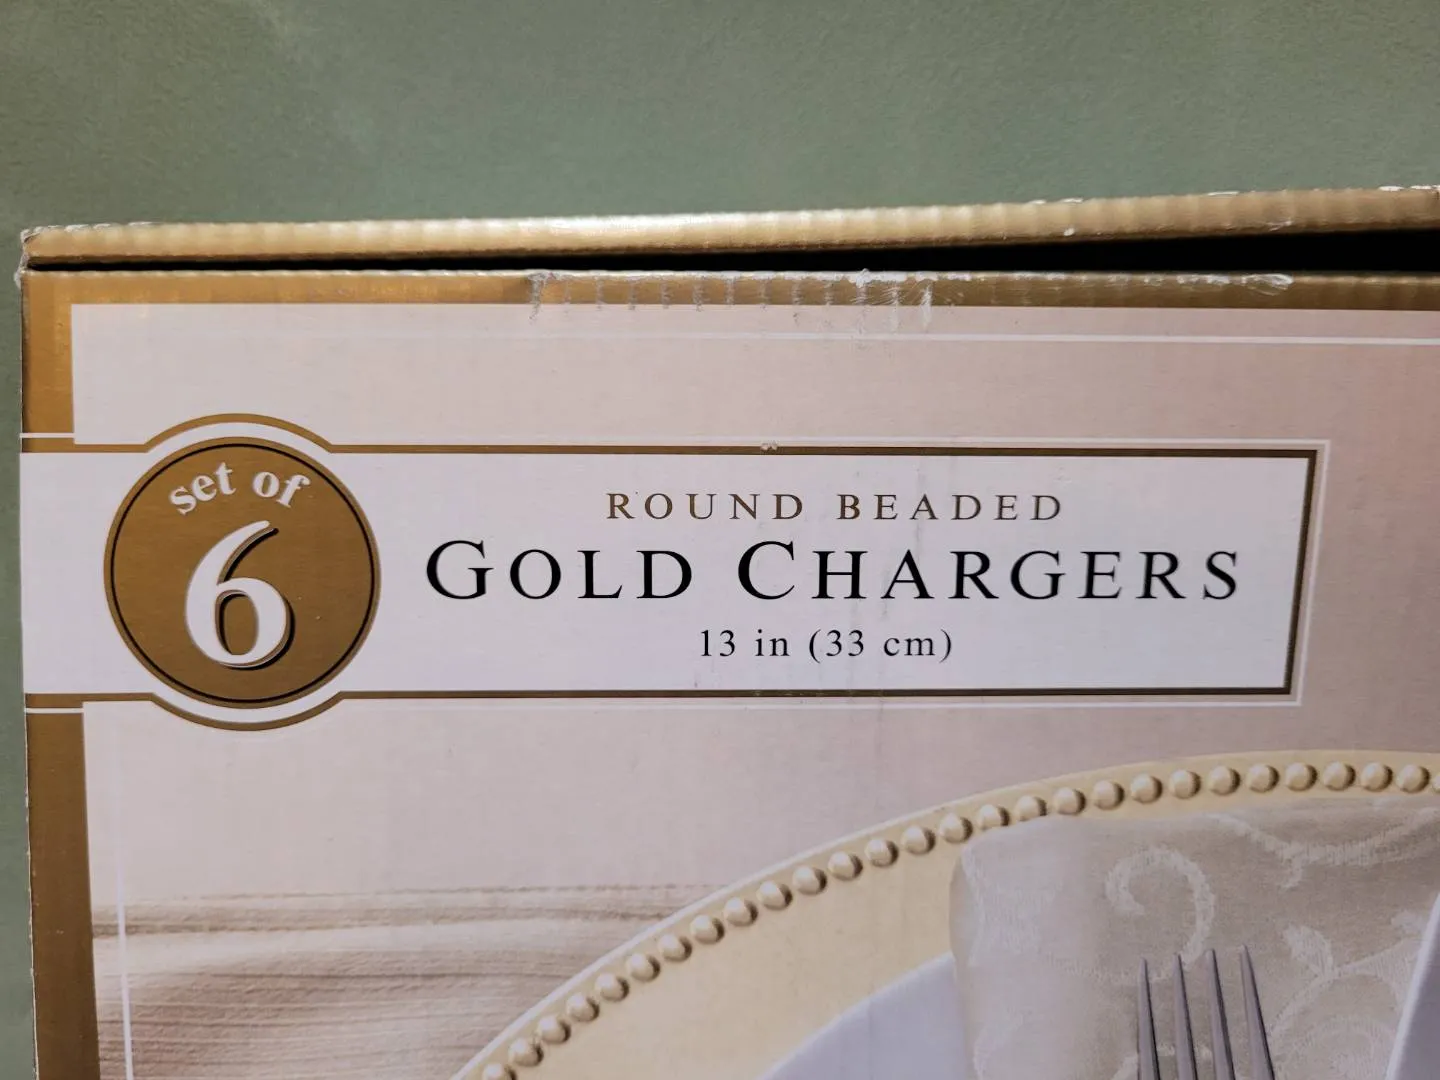 set of
6
ROUND BEADED
GOLD CHARGERS
13 in (33 cm)